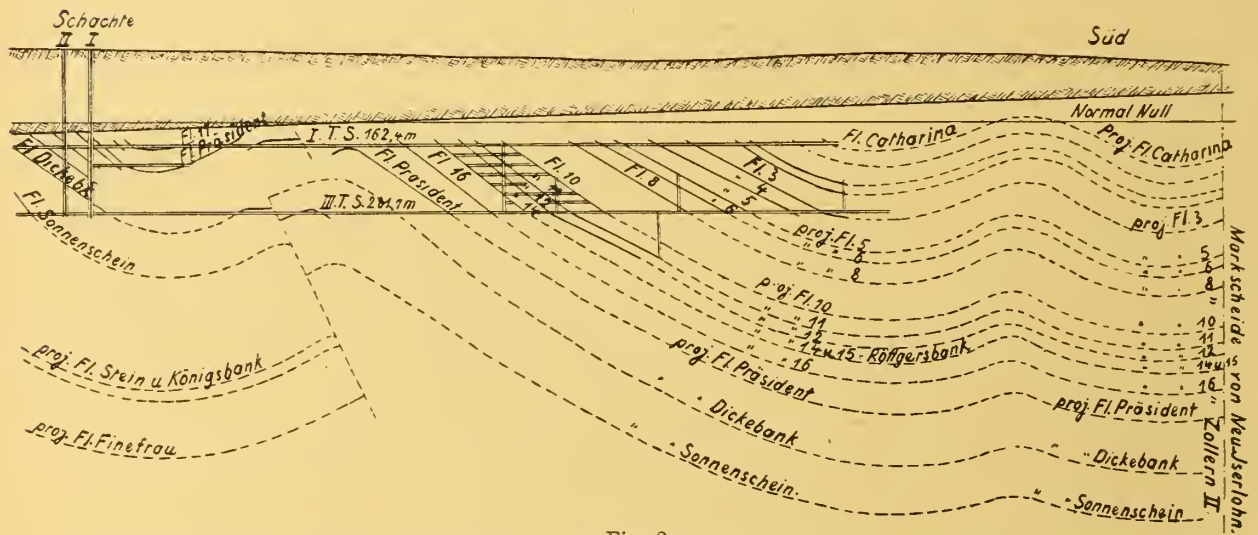 Schachte
II I
Süd
Normal Null
Fl. 11
Fl. Präsident
I. T. S. 162,4 m
Fl. Dickeb
Fl. Sonnenschein
III. T. S. 281,7 m
Fl. Präsident
Fl. 16
Fl. 10
" 12
" 14
Fl. 8
Fl. 3
" 4
" 5
" 6
Fl. Catharina
Proj. Fl. Catharina
proj. Fl. 3
proj. Fl. 5
" " 6
" " 8
" " 5
" " 6
" " 8
proj. Fl. 10
" " 11
" " 12
" " 14 u 15 - Röttgersbank
" " 16
" " 10
" " 11
" " 12
" " 14 u 15
" " 16
proj. Fl. Präsident
proj. Fl. Präsident
" Dickebank
" " Dickebank
" " Sonnenschein.
" " Sonnenschein
proj. Fl. Stein u Königsbank
proj. Fl. Finefrau
Markscheide von Neu-Iserlohn.
" " Zollern II
Fig. 2